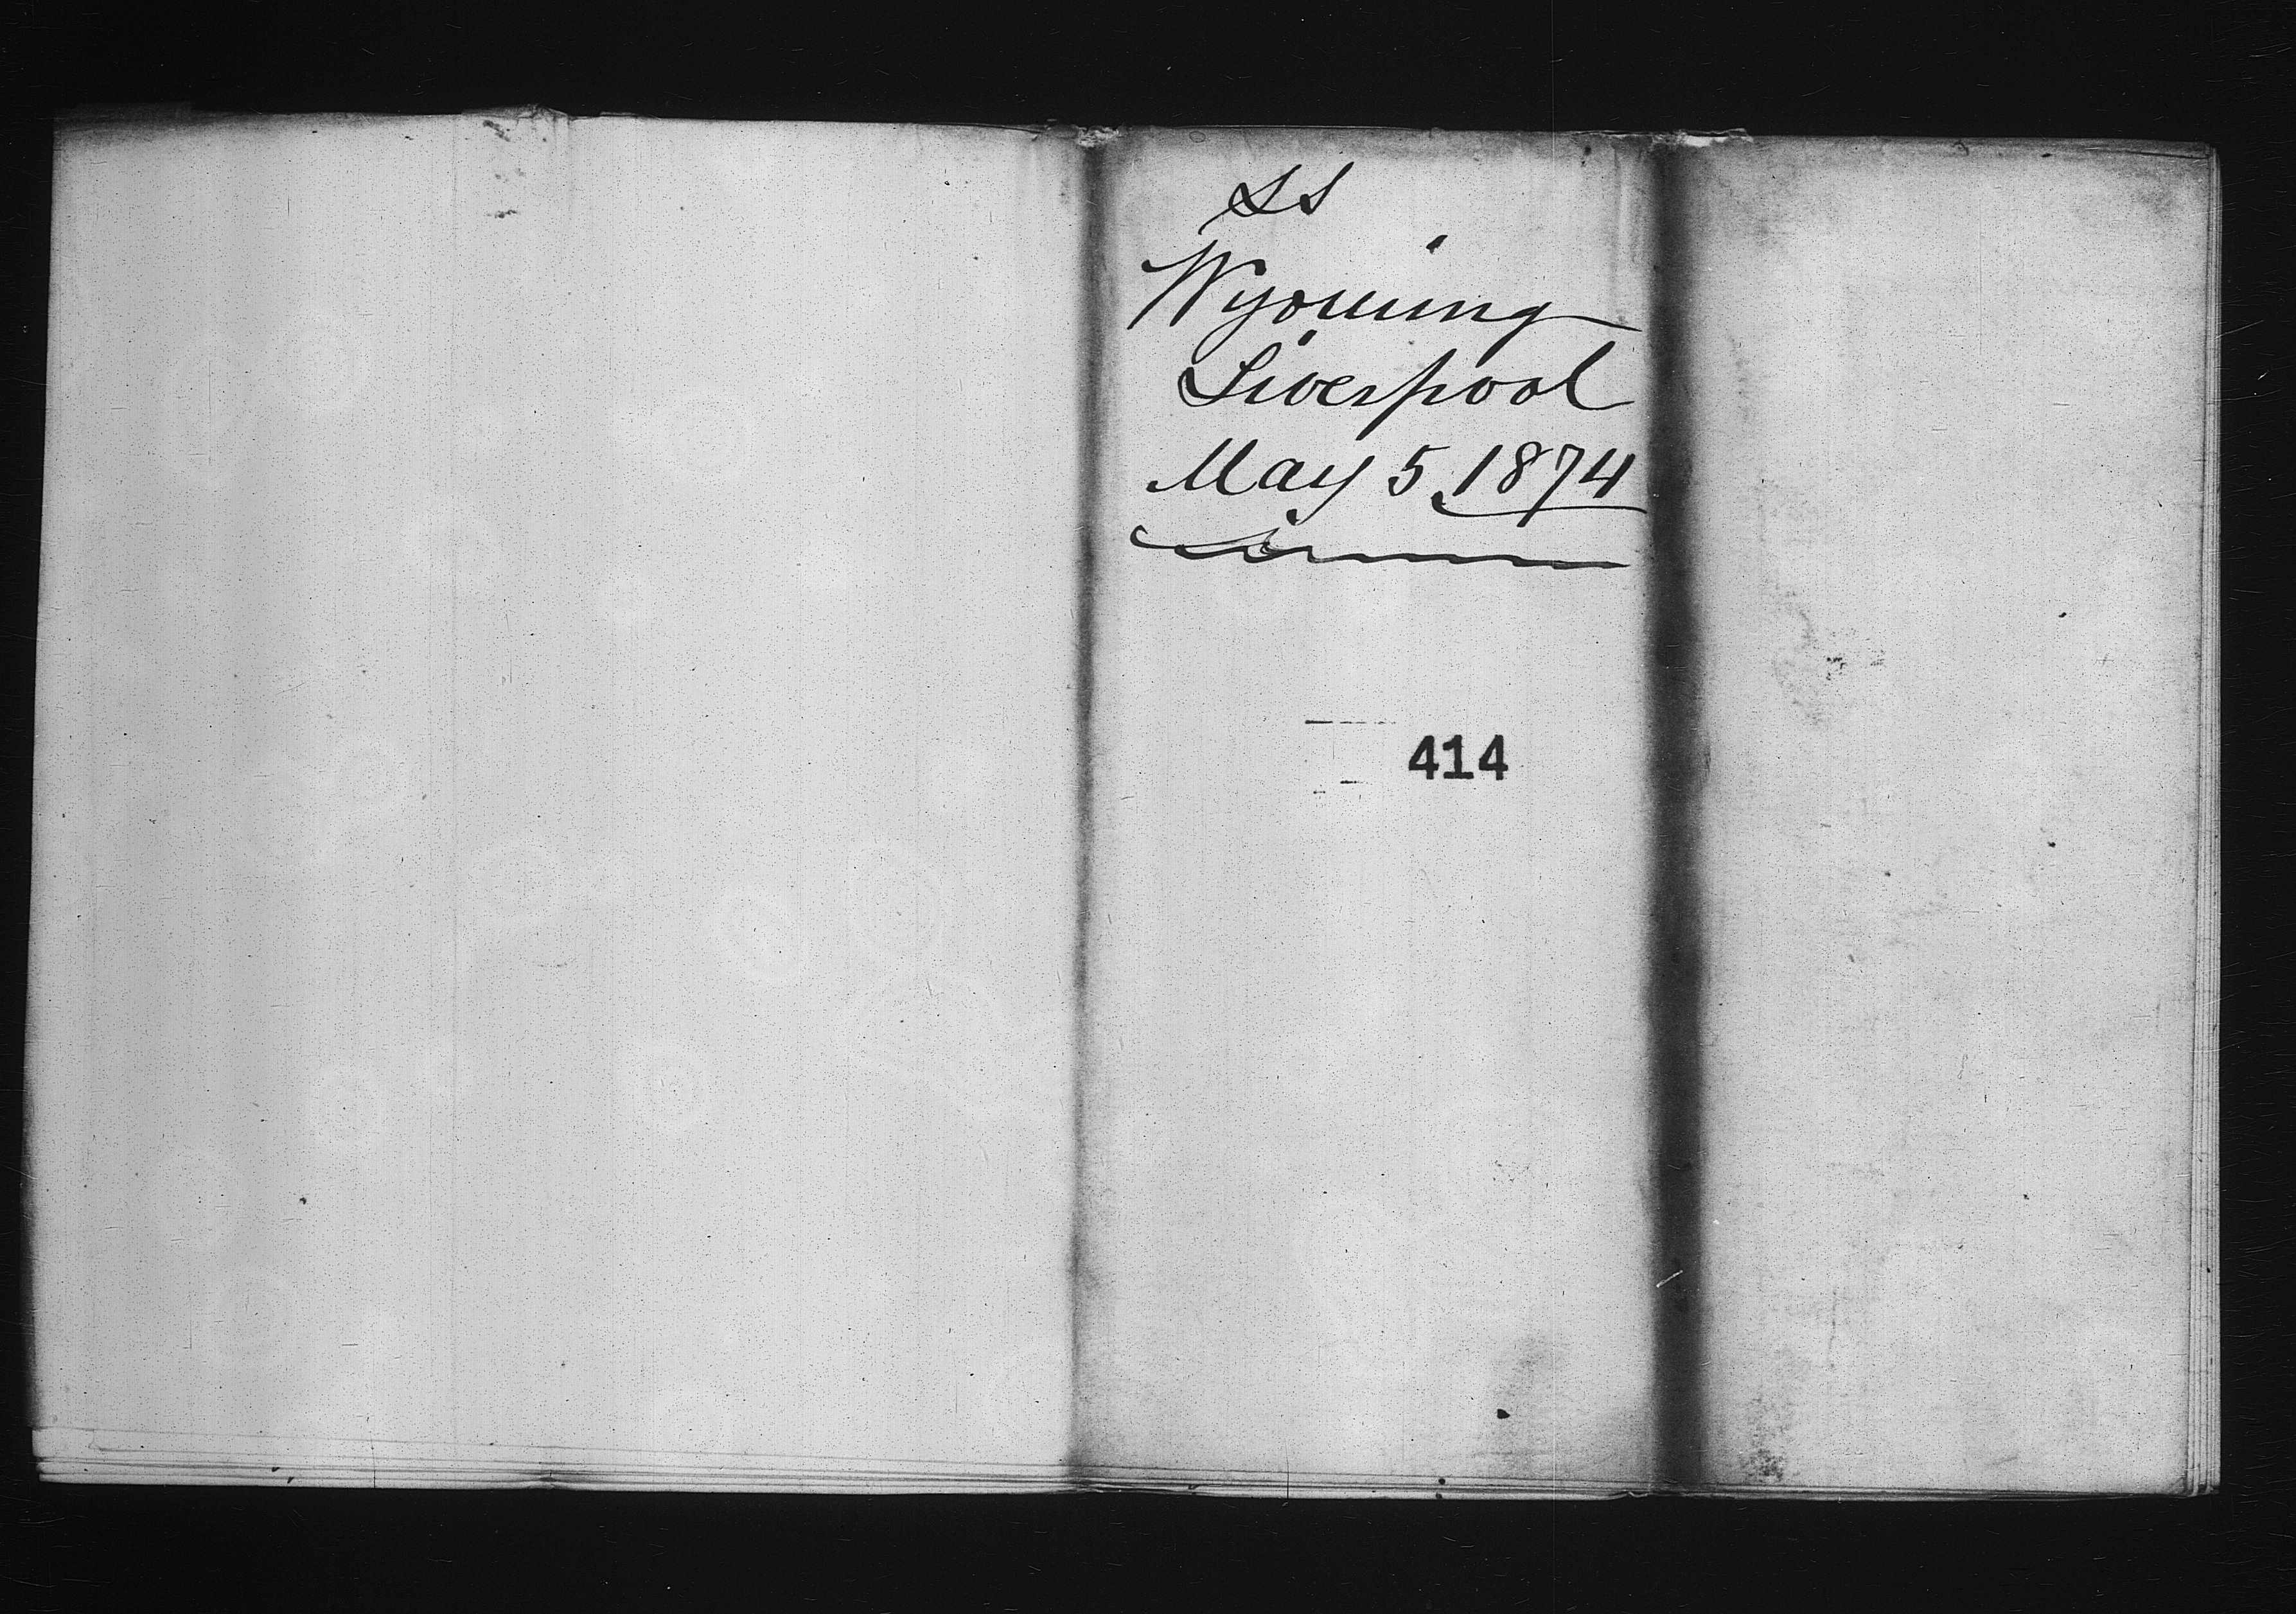 SS
Wyoming
Liverpool
May 5, 1874
414